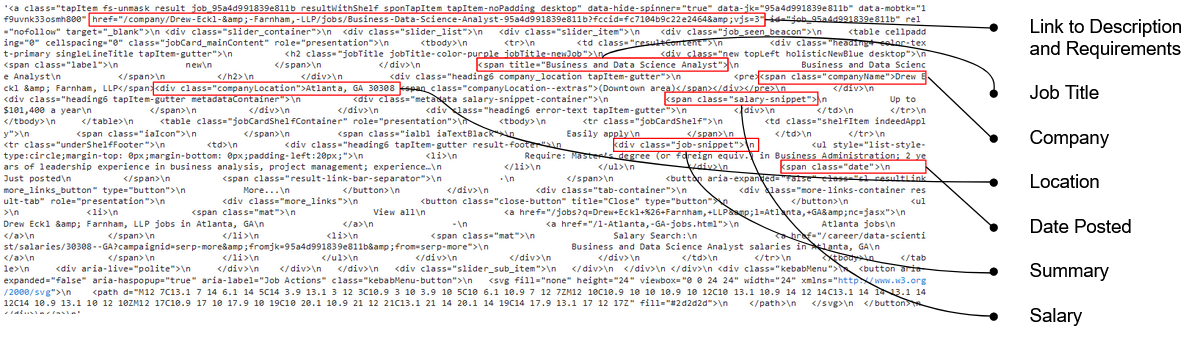 '<a class="tapItem fs-unmask result job_95a4d991839e811b resultWithShelf sponTapItem tapItem-noPadding desktop" data-hide-spinner="true" data-jk="95a4d991839e811b" data-mobtk="1
f9uvnk33osmh800" href="/company/Drew-Eckl-&amp;-Farnham,-LLP/jobs/Business-Data-Science-Analyst-95a4d991839e811b?fccid=fc7104b9c22e2464&amp;vjs=3" id="job_95a4d991839e811b" rel
="nofollow" target="_blank">\n <div class="slider_container">\n <div class="slider_list">\n <div class="slider_item">\n <div class="job_seen_beacon">\n <table cellpadd
ing="0" cellspacing="0" class="jobCard_mainContent" role="presentation">\n <tbody>\n <tr>\n <td class="resultContent">\n <div class="heading4 color-tex
t-primary singleLineTitle tapItem-gutter">\n <h2 class="jobTitle jobTitle-color-purple jobTitle-newJob">\n <div class="new topLeft holisticNewBlue desktop">\n
<span class="label"> new\n </span>\n </div>\n <span title="Business and Data Science Analyst">\n Business and Data Scienc
e Analyst\n </span>\n </h2>\n </div>\n <div class="heading6 company_location tapItem-gutter">\n <pre><span class="companyName">Drew E
ckl &amp; Farnham, LLP</span><div class="companyLocation">Atlanta, GA 30308 <span class="companyLocation--extras">(Downtown area)</span></div></pre>\n </div>\n
<div class="heading6 tapItem-gutter metadataContainer">\n <div class="metadata salary-snippet-container">\n <span class="salary-snippet">\n Up to
$101,400 a year\n </span>\n </div>\n <div class="heading6 error-text tapItem-gutter">\n </div>\n </td>\n </tr>\n
</tbody>\n </table>\n <table class="jobCardShelfContainer" role="presentation">\n <tbody>\n <tr class="jobCardShelf">\n <td class="shelfItem indeedAppl
y">\n <span class="iaIcon">\n </span>\n <span class="ialbl iaTextBlack">\n Easily apply\n </span>\n </td>\n </tr>\n
<tr class="underShelfFooter">\n <td>\n <div class="heading6 tapItem-gutter result-footer">\n <div class="job-snippet">\n <ul style="list-style-
type:circle;margin-top: 0px;margin-bottom: 0px;padding-left:20px;">\n <li>\n Require: Master's degree (or foreign equiv.) in Business Administration; 2 ye
ars of leadership experience in business analysis, project management; experience…\n </li>\n </ul>\n </div>\n <span class="date">\n
Just posted\n </span>\n <span class="result-link-bar-separator">\n ·\n </span>\n <button aria-expanded="false" class="sl resultLink
more_links_button" type="button">\n More...\n </button>\n </div>\n <div class="tab-container">\n <div class="more-links-container res
ult-tab" role="presentation">\n <div class="more_links">\n <button class="close-button" title="Close" type="button">\n </button>\n <ul
>\n <li>\n <span class="mat">\n View all\n <a href="/jobs?q=Drew+Eckl+%26+Farnham,+LLP&amp;l=Atlanta,+GA&amp;nc=jasx">\n
Drew Eckl &amp; Farnham, LLP jobs in Atlanta, GA\n </a>\n -\n <a href="/l-Atlanta,-GA-jobs.html">\n Atlanta jobs\n
</a>\n </span>\n </li>\n <li>\n <span class="mat">\n Salary Search:\n <a href="/career/data-scienti
st/salaries/30308--GA?campaignid=serp-more&amp;fromjk=95a4d991839e811b&amp;from=serp-more">\n Business and Data Science Analyst salaries in Atlanta, GA\n
</a>\n </span>\n </li>\n </ul>\n </div>\n </div>\n </div>\n </td>\n </tr>\n </tbody>\n </tab
le>\n <div aria-live="polite">\n </div>\n </div>\n </div>\n <div class="slider_sub_item">\n </div>\n </div>\n </div>\n <div class="kebabMenu">\n <button aria-
expanded="false" aria-haspopup="true" aria-label="Job Actions" class="kebabMenu-button">\n <svg fill="none" height="24" viewbox="0 0 24 24" width="24" xmlns="http://www.w3.org
/2000/svg">\n <path d="M12 7C13.1 7 14 6.1 14 5C14 3.9 13.1 3 12 3C10.9 3 10 3.9 10 5C10 6.1 10.9 7 12 7ZM12 10C10.9 10 10 10.9 10 12C10 13.1 10.9 14 12 14C13.1 14 14 13.1 14
12C14 10.9 13.1 10 12 10ZM12 17C10.9 17 10 17.9 10 19C10 20.1 10.9 21 12 21C13.1 21 14 20.1 14 19C14 17.9 13.1 17 12 17Z" fill="#2d2d2d">\n </path>\n </svg>\n </button>\n
</div>\n</a>\n'
Link to Description
and Requirements
Job Title
Company
Location
Date Posted
Summary
Salary